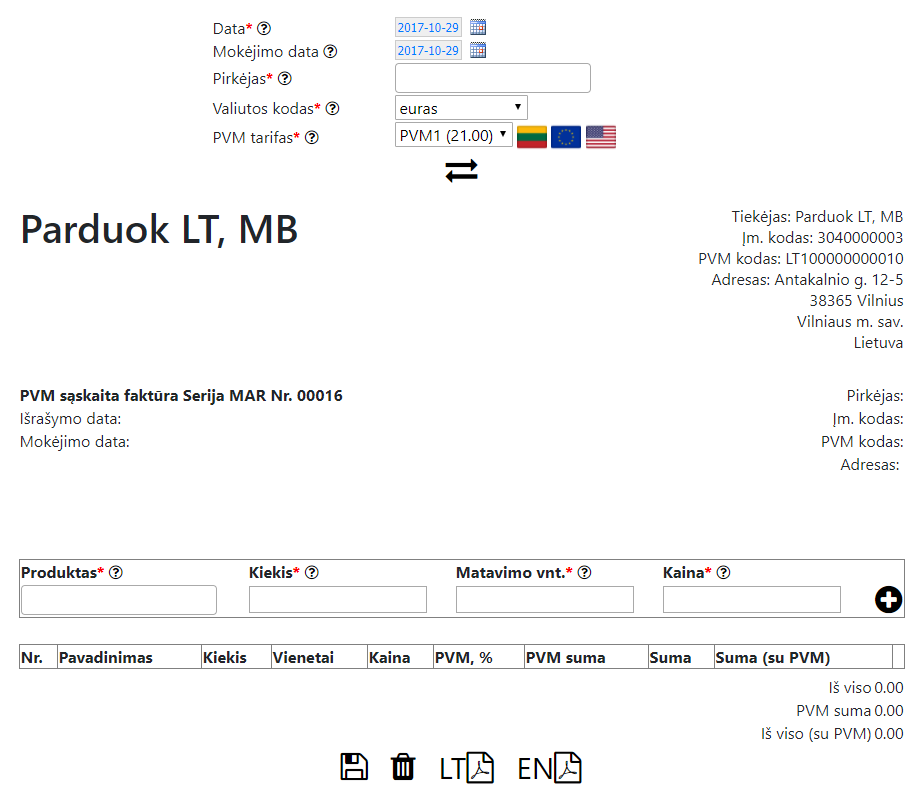 Data*
2017-10-29
Mokėjimo data
2017-10-29
Pirkėjas*
Valiutos kodas*
euras
PVM tarifas*
PVM1 (21.00)
Parduok LT, MB
Tiekėjas: Parduok LT, MB
Įm. kodas: 3040000003
PVM kodas: LT100000000010
Adresas: Antakalnio g. 12-5
38365 Vilnius
Vilniaus m. sav.
Lietuva
PVM sąskaita faktūra Serija MAR Nr. 00016
Išrašymo data:
Mokėjimo data:
Pirkėjas:
Įm. kodas:
PVM kodas:
Adresas:
Produktas* Kiekis* Matavimo vnt.* Kaina*
Nr. Pavadinimas Kiekis Vienetai Kaina PVM, % PVM suma Suma Suma (su PVM)
Iš viso 0.00
PVM suma 0.00
Iš viso (su PVM) 0.00
LT EN